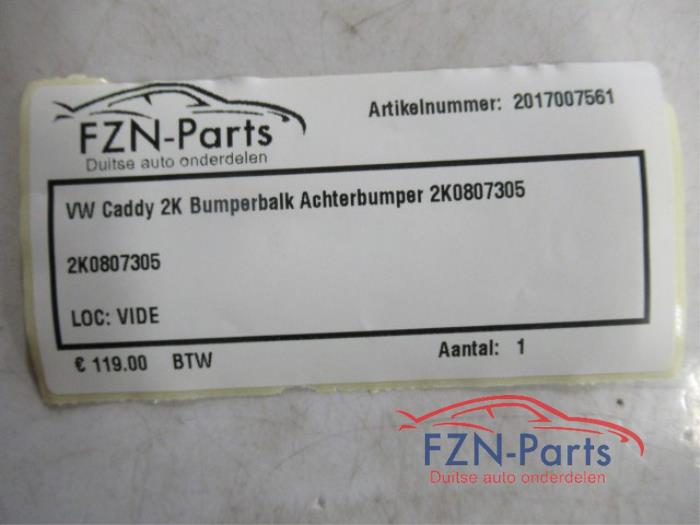 FZN-Parts
Duitse auto onderdelen
Artikelnummer: 2017007561
VW Caddy 2K Bumperbalk Achterbumper 2K0807305
2K0807305
LOC: VIDE
€ 119.00 BTW
Aantal: 1
FZN-Parts
Duitse auto onderdelen